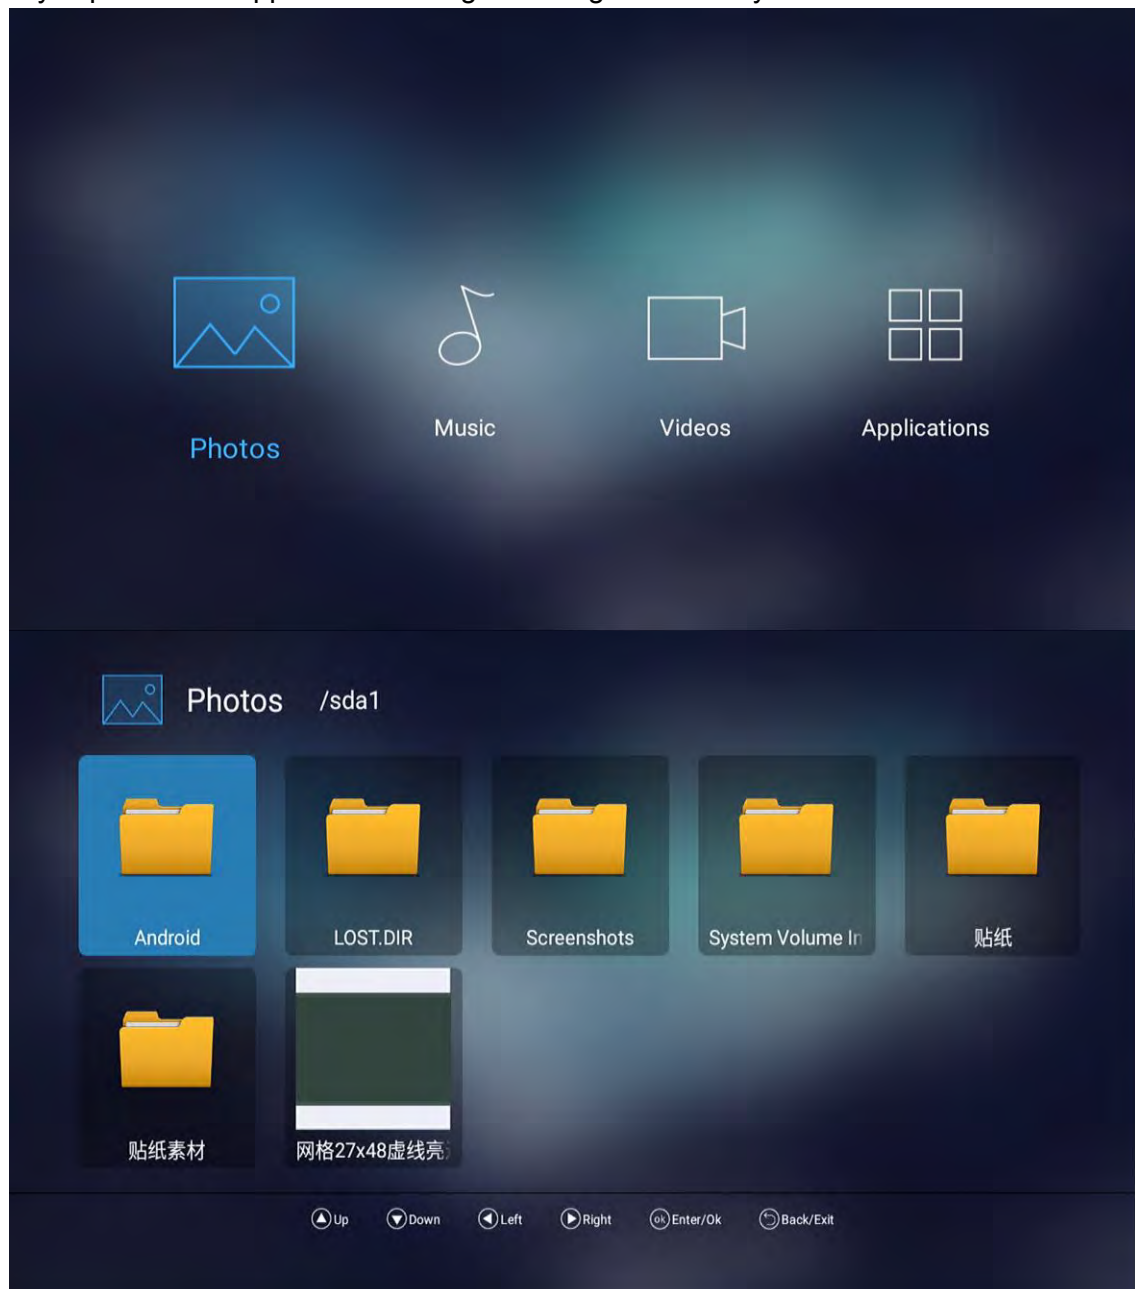 Photos
Music
Videos
Applications
Photos /sda1
Android
LOST.DIR
Screenshots
System Volume In
贴纸
贴纸素材
网格27x48虚线亮
Up Down Left Right ok Enter/Ok Back/Exit